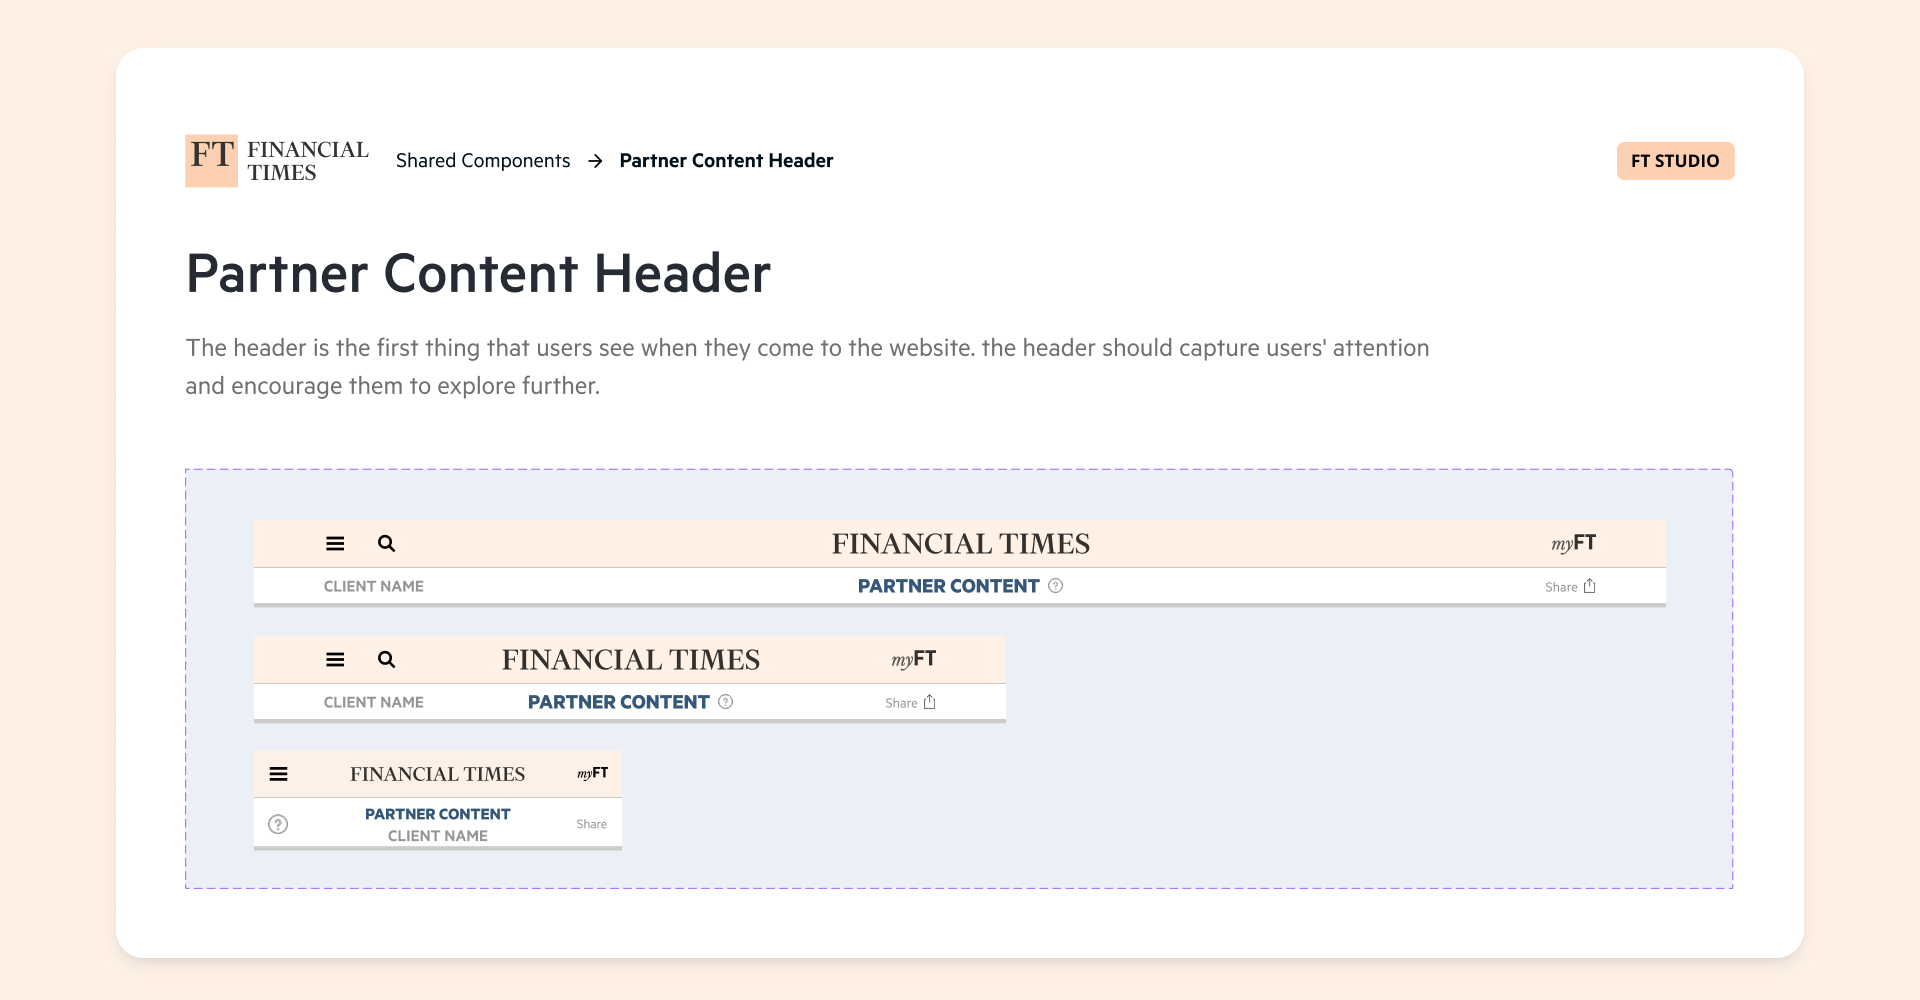 FT FINANCIAL TIMES
Shared Components → Partner Content Header
FT STUDIO
Partner Content Header
The header is the first thing that users see when they come to the website. the header should capture users' attention
and encourage them to explore further.
FINANCIAL TIMES
myFT
CLIENT NAME
PARTNER CONTENT ?
Share
FINANCIAL TIMES
myFT
CLIENT NAME
PARTNER CONTENT ?
Share
FINANCIAL TIMES
myFT
?
PARTNER CONTENT
CLIENT NAME
Share